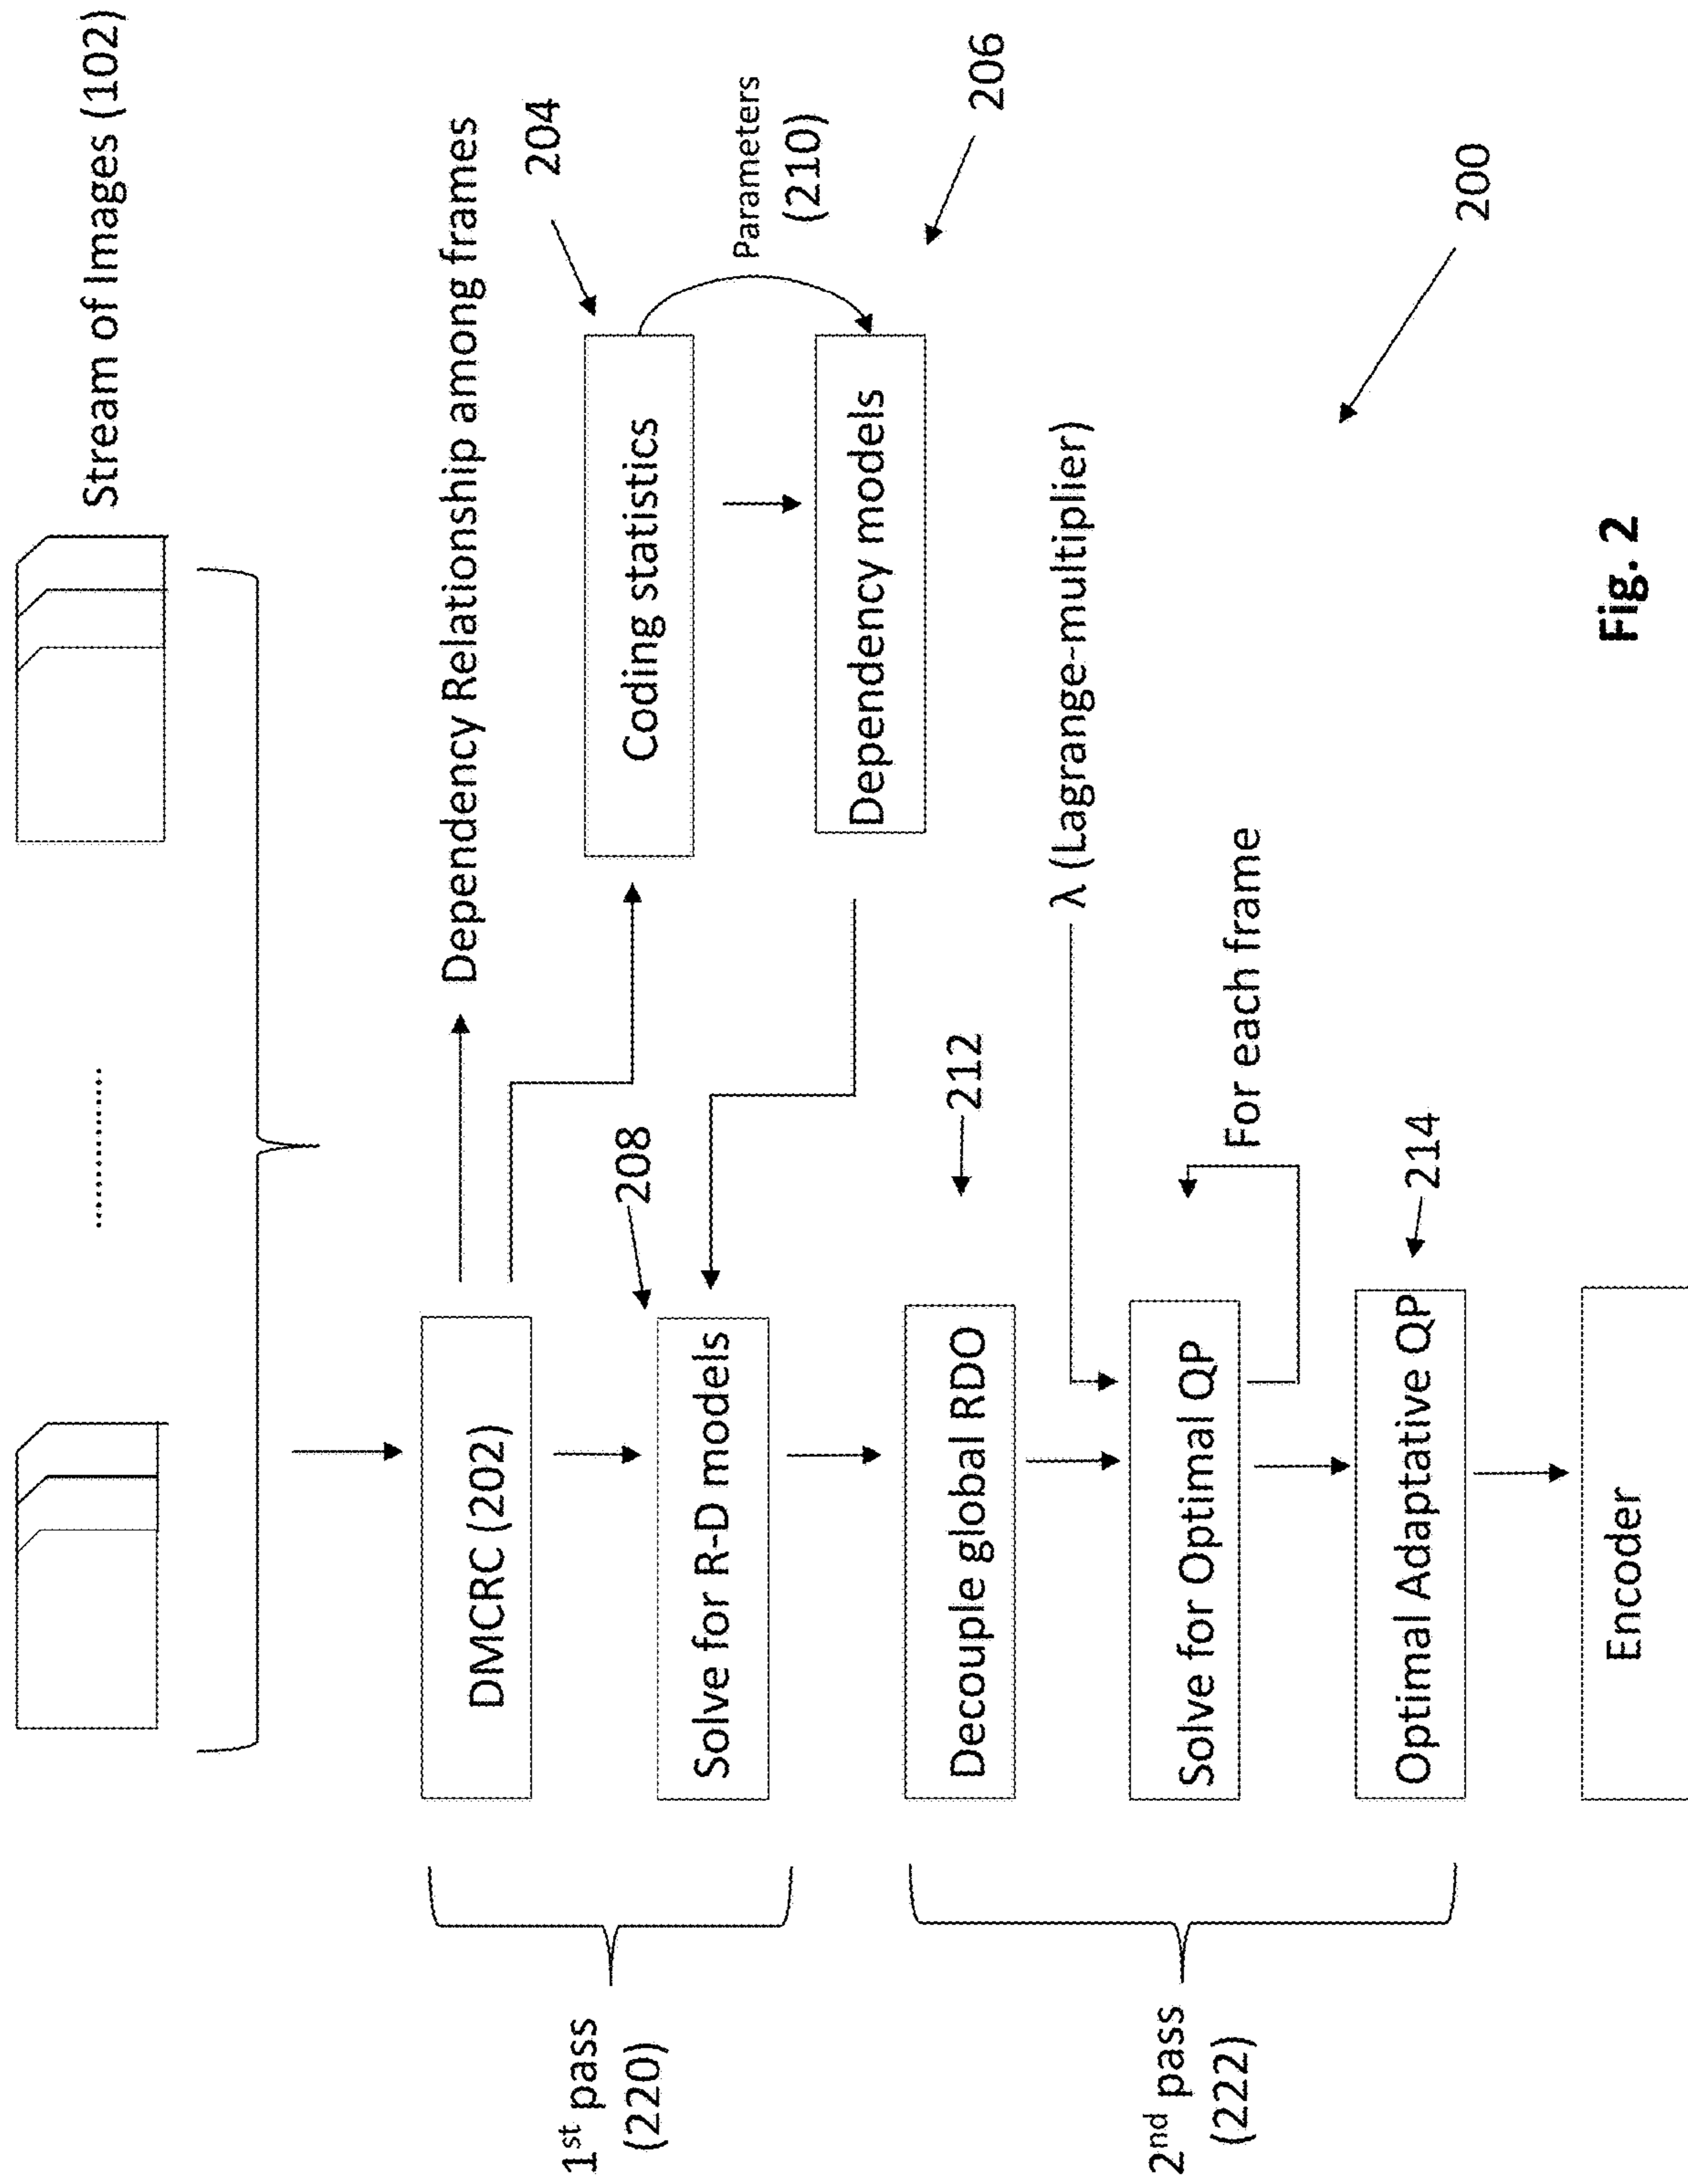 Stream of Images (102)
Dependency Relationship among frames
DMCRC (202)
204
Coding statistics
Parameters
(210)
208
Solve for R-D models
Dependency models
206
1st pass
(220)
212
Decouple global RDO
λ (Lagrange-multiplier)
Solve for Optimal QP
For each frame
2nd pass
(222)
214
Optimal Adaptative QP
200
Encoder
Fig. 2